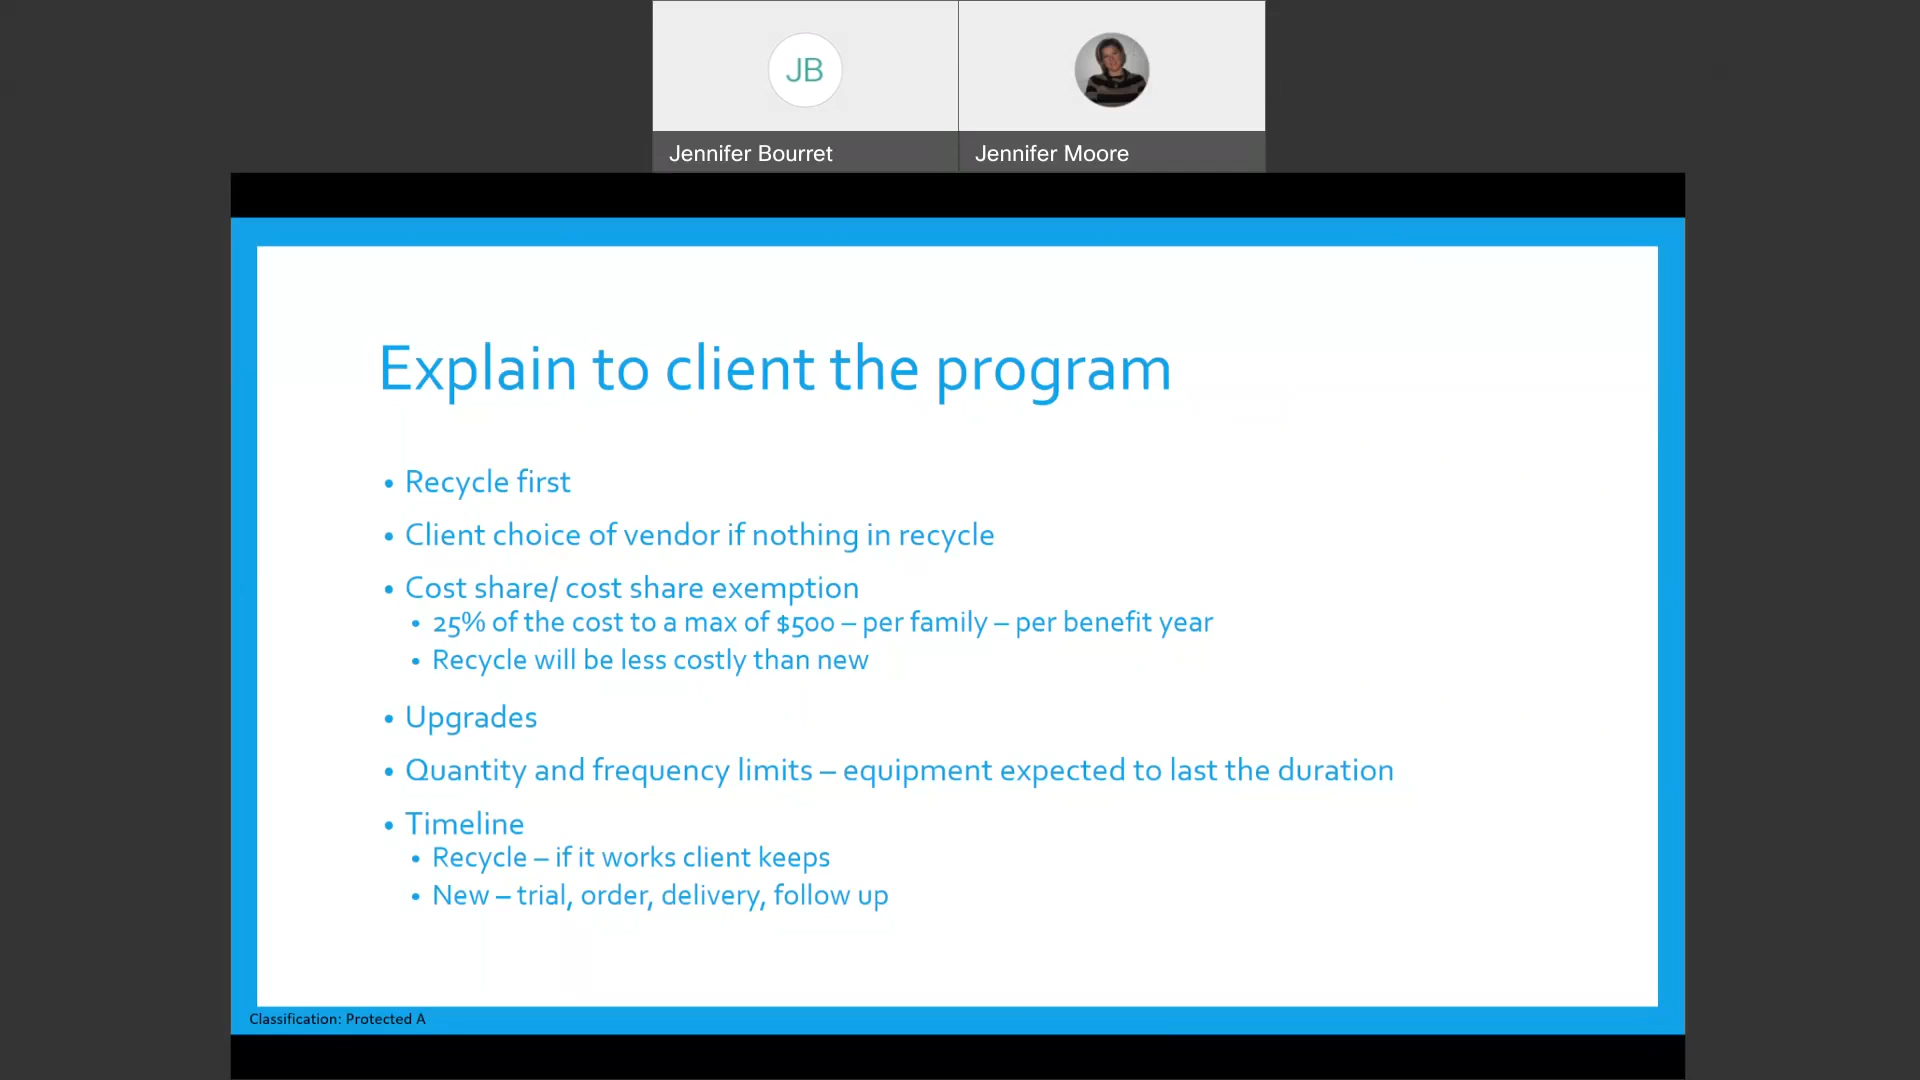 JB
Jennifer Bourret
Jennifer Moore
Explain to client the program
• Recycle first
• Client choice of vendor if nothing in recycle
• Cost share/ cost share exemption
• 25% of the cost to a max of $500 – per family – per benefit year
• Recycle will be less costly than new
• Upgrades
• Quantity and frequency limits – equipment expected to last the duration
• Timeline
• Recycle – if it works client keeps
• New – trial, order, delivery, follow up
Classification: Protected A